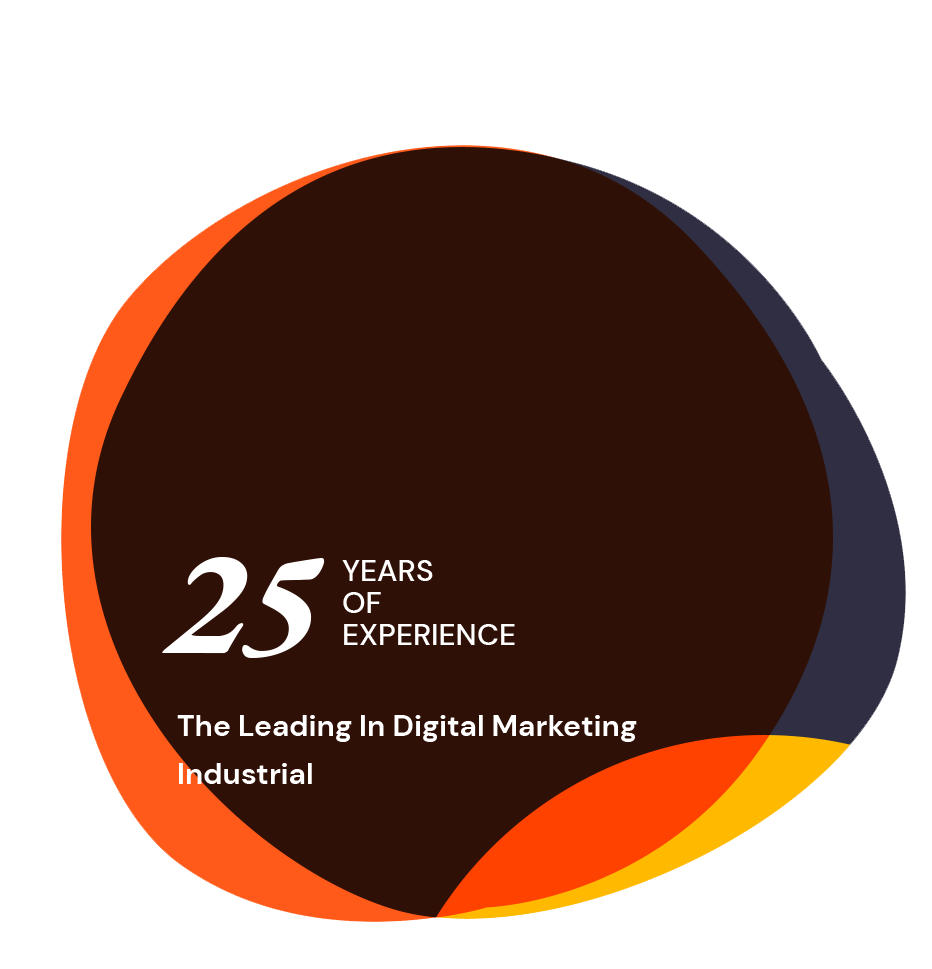 25
YEARS
OF
EXPERIENCE
The Leading In Digital Marketing
Industrial